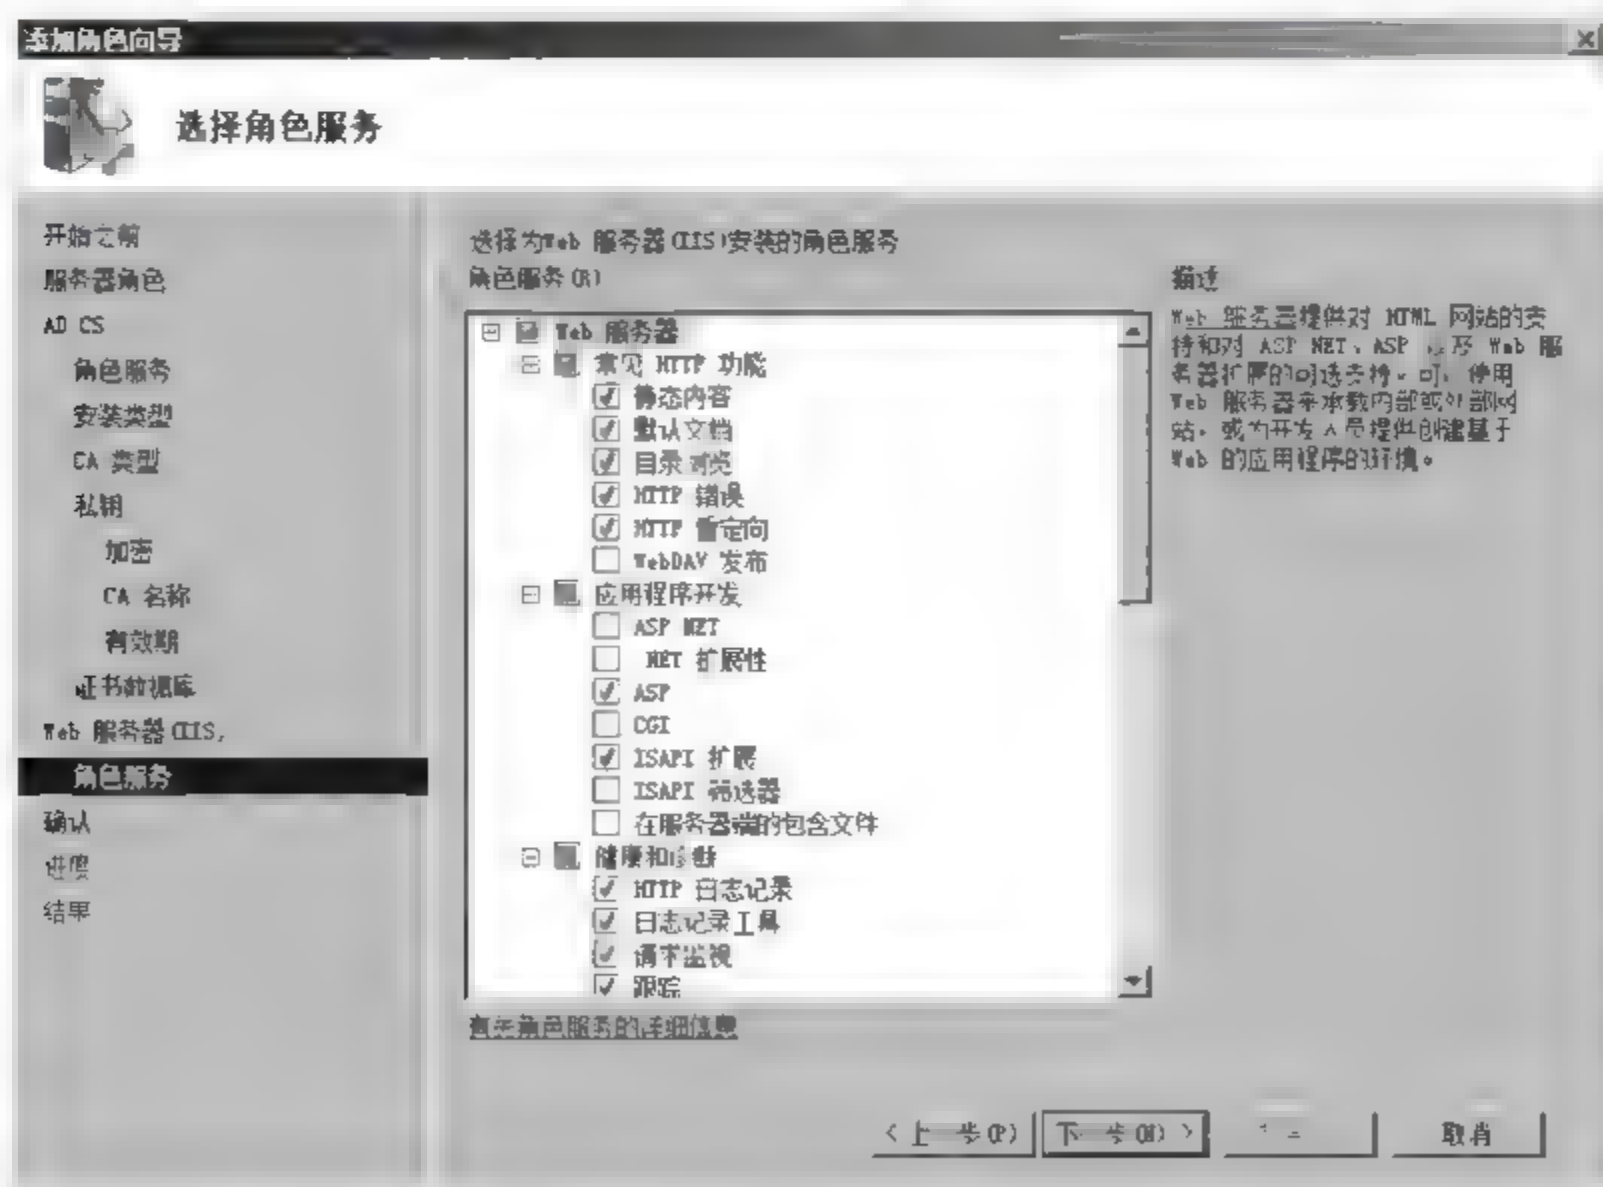 添加角色向导
选择角色服务
开始之前
服务器角色
AD CS
角色服务
安装类型
CA 类型
私钥
加密
CA 名称
有效期
证书数据库
Web 服务器(IIS)
角色服务
确认
进度
结果
选择为Web 服务器(IIS)安装的角色服务
角色服务(R)
Web 服务器
常见 HTTP 功能
静态内容
默认文档
目录浏览
HTTP 错误
HTTP 重定向
WebDAV 发布
应用程序开发
ASP NET
NET 扩展性
ASP
CGI
ISAPI 扩展
ISAPI 筛选器
在服务器端的包含文件
健康和诊断
HTTP 日志记录
日志记录工具
请求监视
跟踪
有关角色服务的详细信息
描述
Web 服务器提供对 HTML 网站的支
持和对 ASP NET、ASP 以及 Web 服
务器扩展的可选支持。可 使用
Web 服务器来承载内部或外部网
站，或为开发人员提供创建基于
Web 的应用程序的环境。
< 上一步(P)
下一步(N) >
取消